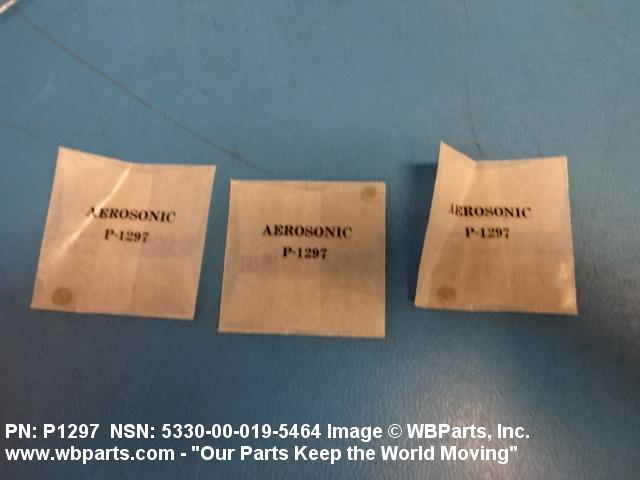 AEROSONIC
P-1297
AEROSONIC
P-1297
AEROSONIC
P-1297
PN: P1297 NSN: 5330-00-019-5464 Image © WBParts, Inc.
www.wbparts.com - "Our Parts Keep the World Moving"